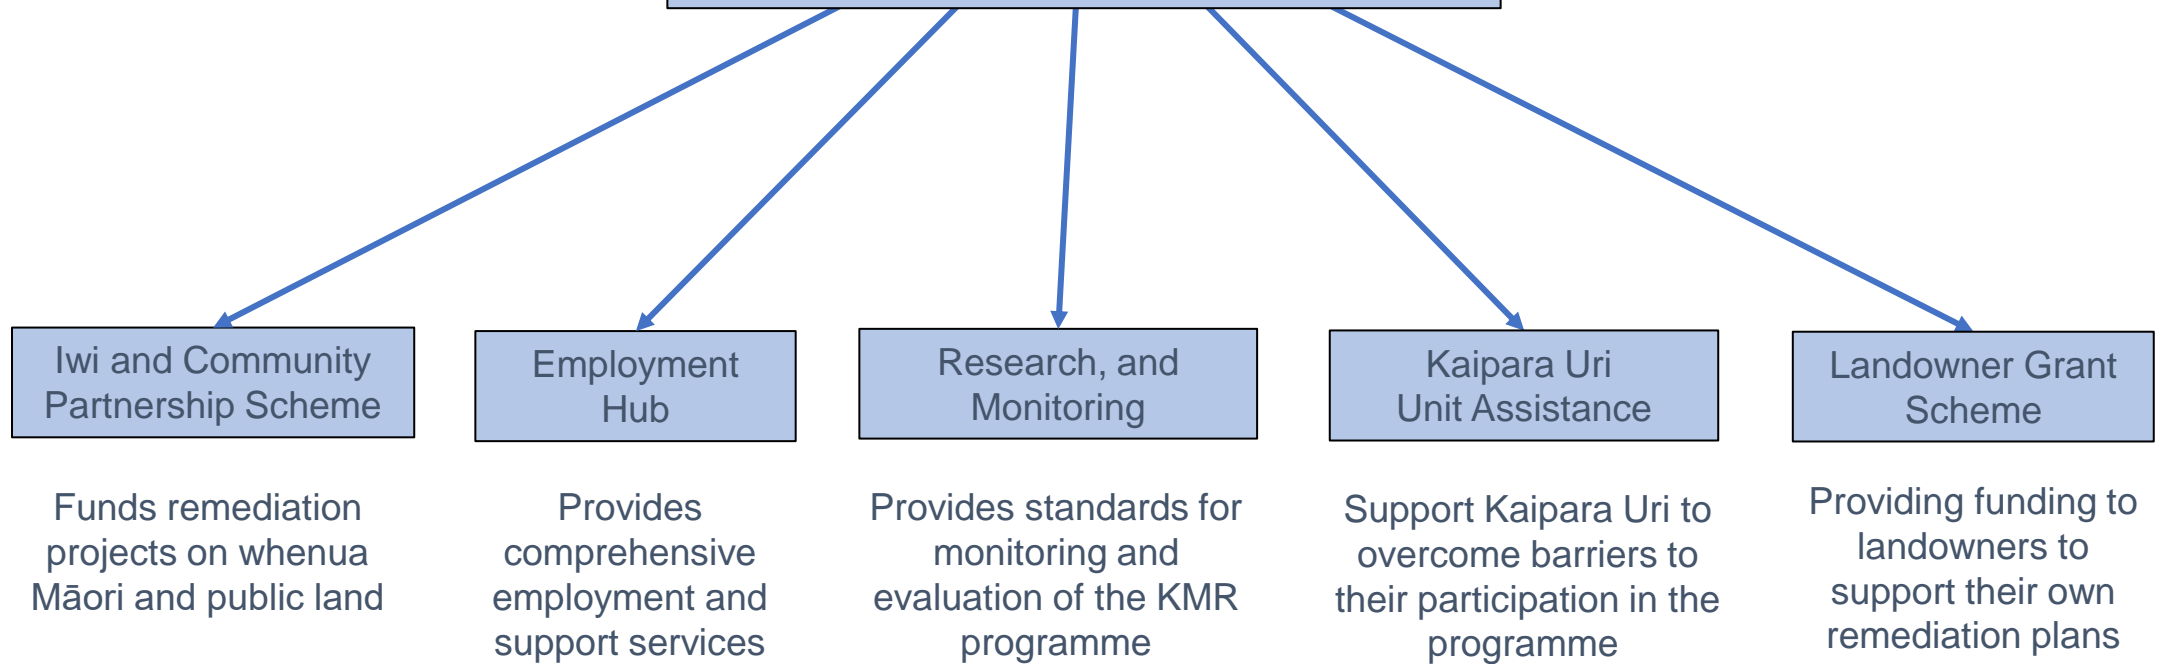 Iwi and Community
Partnership Scheme
Employment
Hub
Research, and
Monitoring
Kaipara Uri
Unit Assistance
Landowner Grant
Scheme
Funds remediation
projects on whenua
Māori and public land
Provides
comprehensive
employment and
support services
Provides standards for
monitoring and
evaluation of the KMR
programme
Support Kaipara Uri to
overcome barriers to
their participation in the
programme
Providing funding to
landowners to
support their own
remediation plans